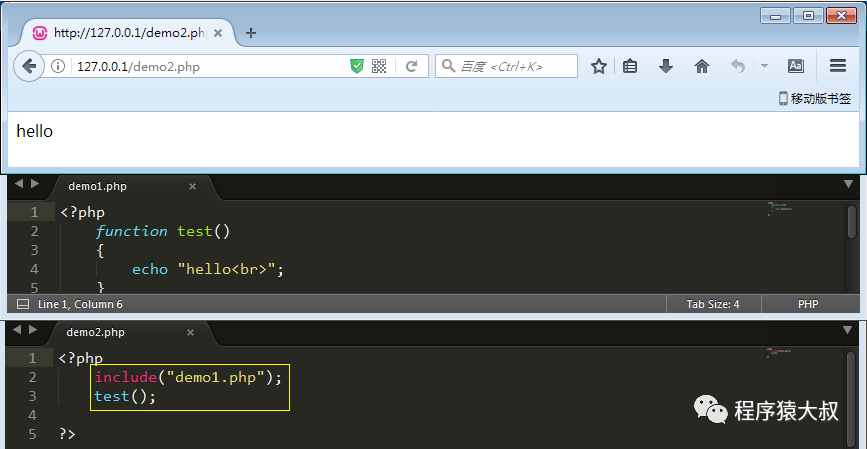 http://127.0.0.1/demo2.ph
127.0.0.1/demo2.php
百度 <Ctrl+K>
Aa
移动版书签
hello
demo1.php
1 <?php
2 function test()
3 {
4 echo "hello<br>";
5 }
Line 1, Column 6
Tab Size: 4
PHP
demo2.php
1 <?php
2 include("demo1.php");
3 test();
4
5 ?>
程序猿大叔